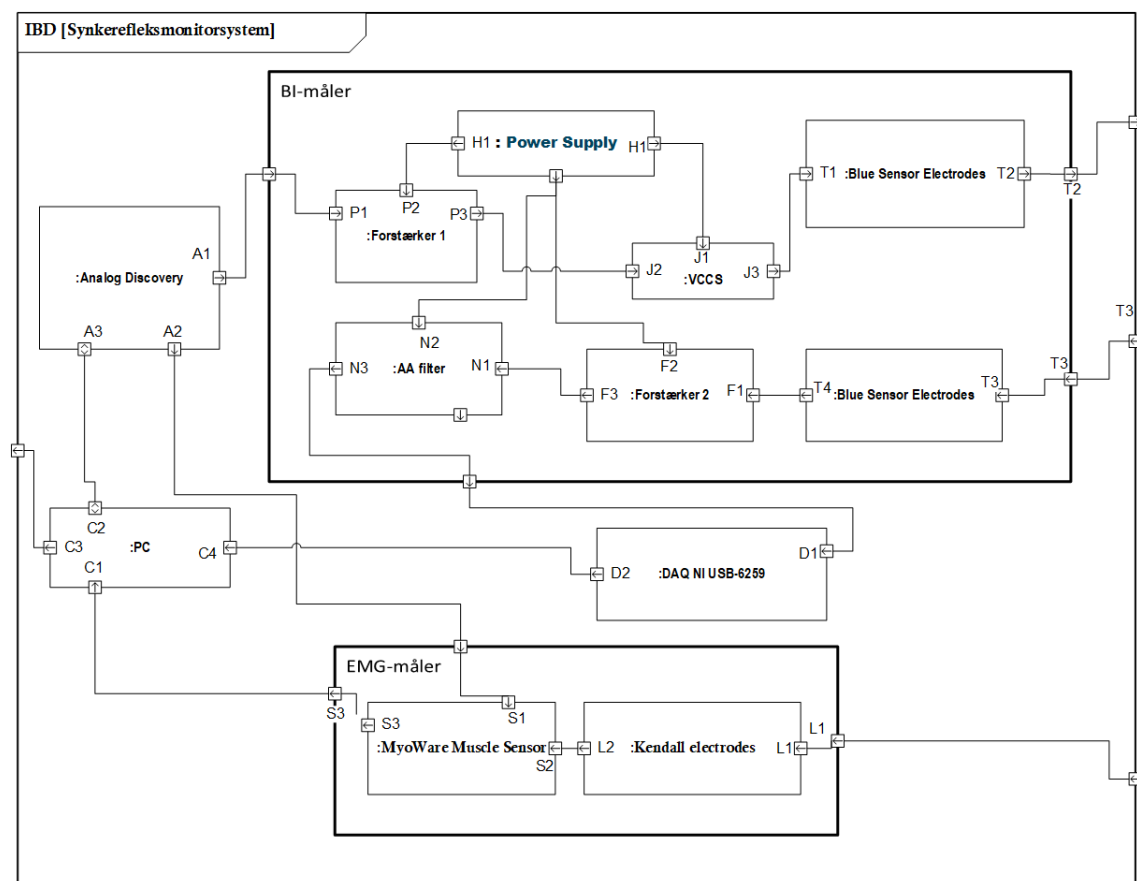 IBD [Synkerefleksmonitorsystem]
BI-måler
H1 : Power Supply H1
T1 :Blue Sensor Electrodes T2
T2
P1 P2 P3
:Forstærker 1
A1
:Analog Discovery
A3 A2
J1
J2 J3
:VCCS
T3
N2
N3 :AA filter N1
F2
F3 :Forstærker 2 F1
T4 :Blue Sensor Electrodes T3
T3
C2
C3 :PC C4
C1
D1
D2 :DAQ NI USB-6259
EMG-måler
S3
S3 S1
:MyoWare Muscle Sensor
S2
L2 :Kendall electrodes L1
L1